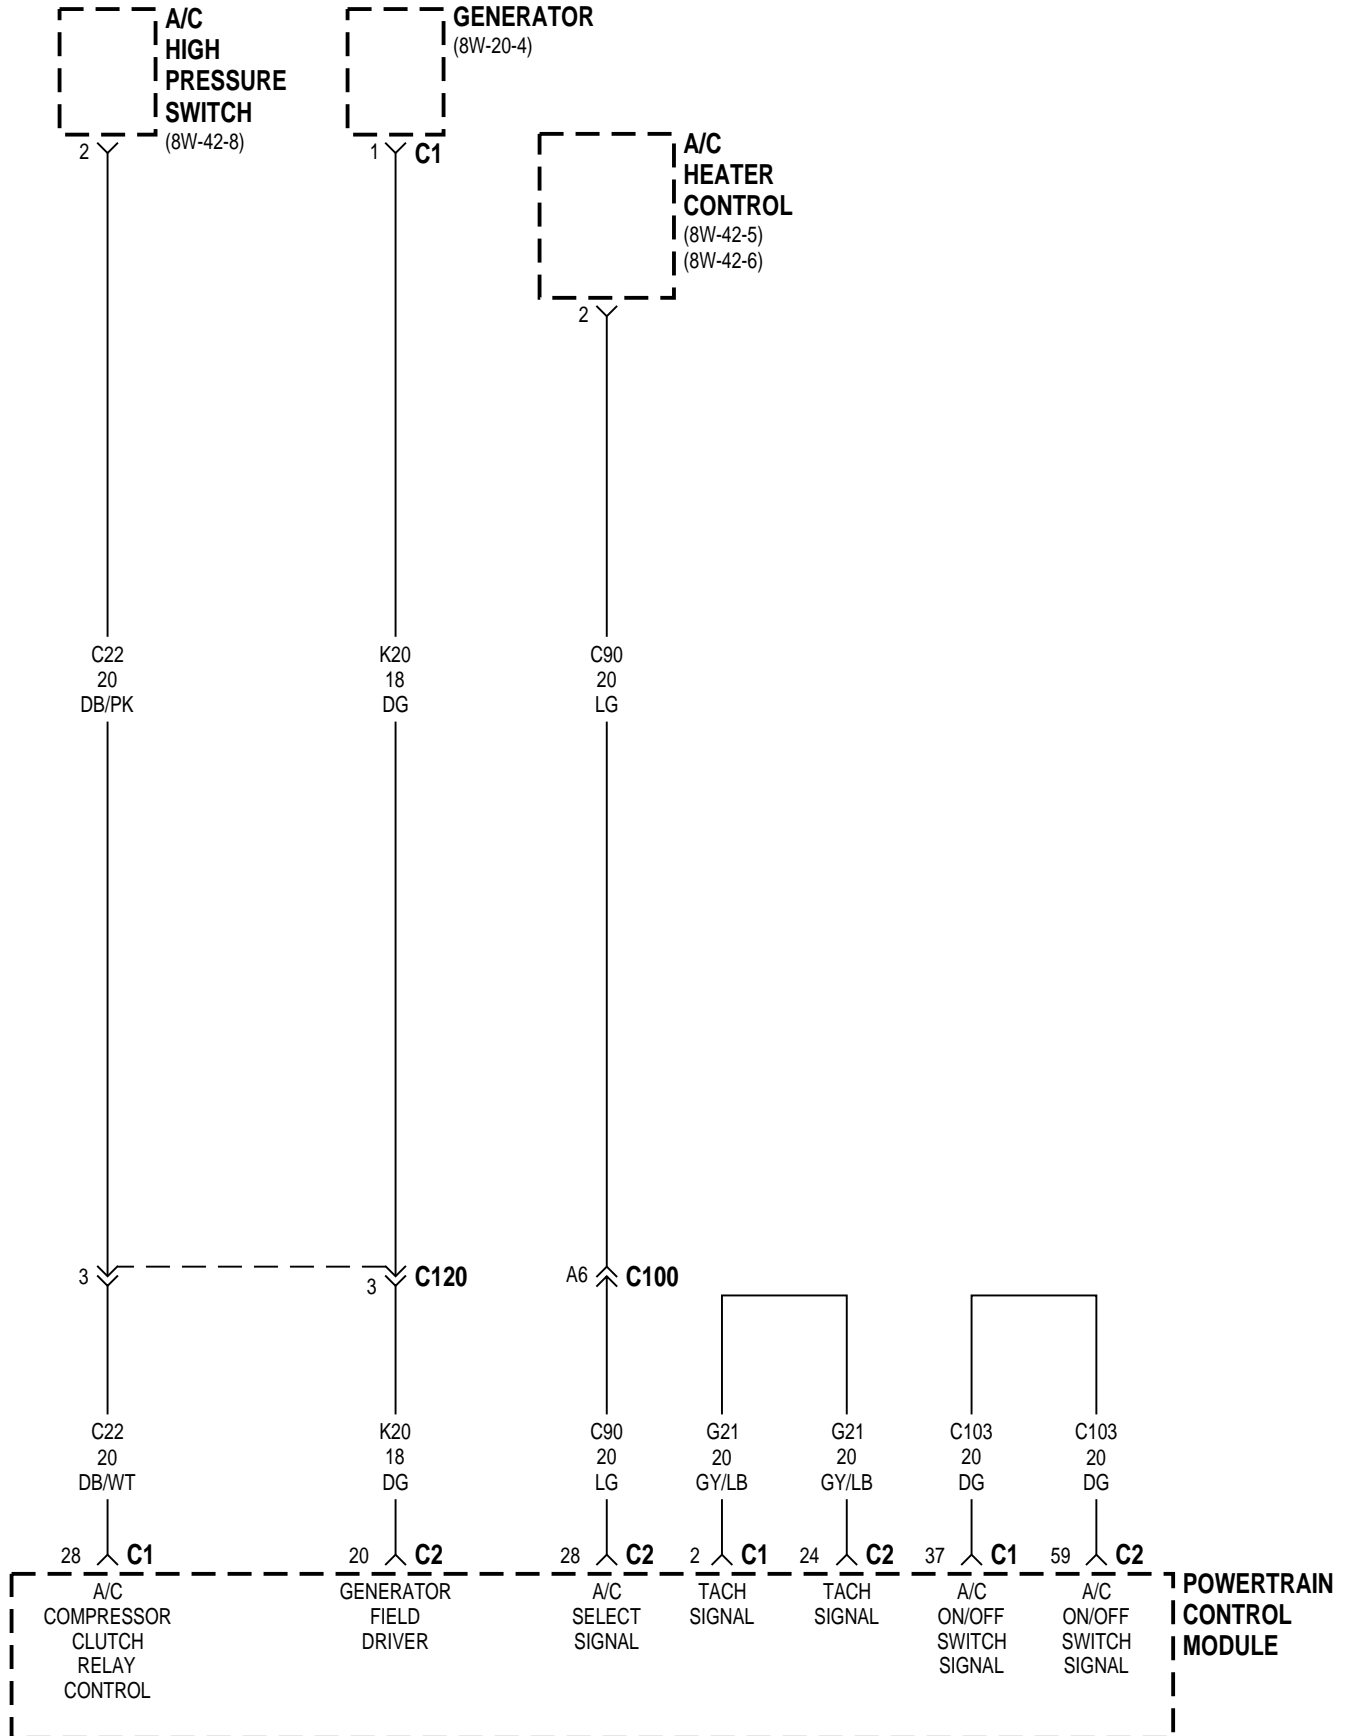 A/C
HIGH
PRESSURE
SWITCH
(8W-42-8)
2
GENERATOR
(8W-20-4)
1
C1
A/C
HEATER
CONTROL
(8W-42-5)
(8W-42-6)
2
C22
20
DB/PK
K20
18
DG
C90
20
LG
3
3
C120
A6
C100
C22
20
DB/WT
K20
18
DG
C90
20
LG
G21
20
GY/LB
G21
20
GY/LB
C103
20
DG
C103
20
DG
28
C1
20
C2
28
C2
2
C1
24
C2
37
C1
59
C2
A/C
COMPRESSOR
CLUTCH
RELAY
CONTROL
GENERATOR
FIELD
DRIVER
A/C
SELECT
SIGNAL
TACH
SIGNAL
TACH
SIGNAL
A/C
ON/OFF
SWITCH
SIGNAL
A/C
ON/OFF
SWITCH
SIGNAL
POWERTRAIN
CONTROL
MODULE